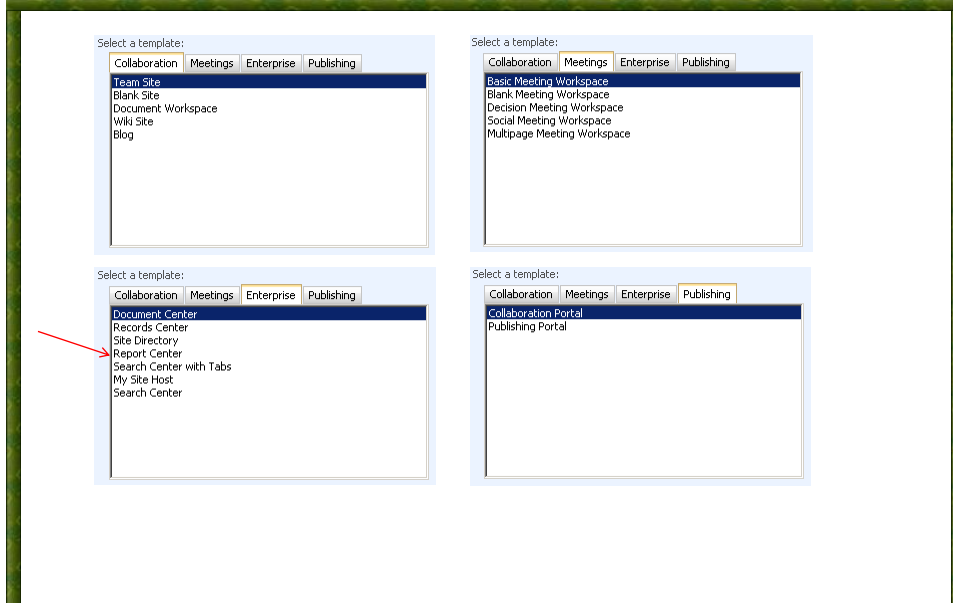 Select a template:
Collaboration Meetings Enterprise Publishing
Team Site
Blank Site
Document Workspace
Wiki Site
Blog
Select a template:
Collaboration Meetings Enterprise Publishing
Basic Meeting Workspace
Blank Meeting Workspace
Decision Meeting Workspace
Social Meeting Workspace
Multipage Meeting Workspace
Select a template:
Collaboration Meetings Enterprise Publishing
Document Center
Records Center
Site Directory
Report Center
Search Center with Tabs
My Site Host
Search Center
Select a template:
Collaboration Meetings Enterprise Publishing
Collaboration Portal
Publishing Portal